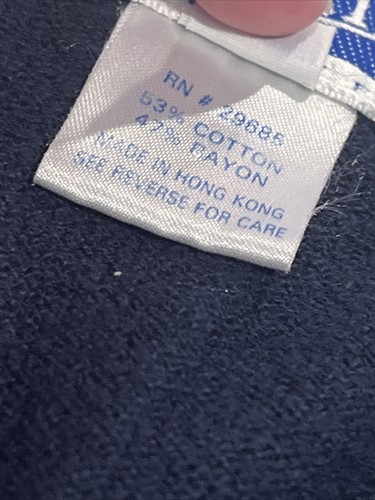 RN # 29685
53% COTTON
47% RAYON
MADE IN HONG KONG
SEE REVERSE FOR CARE